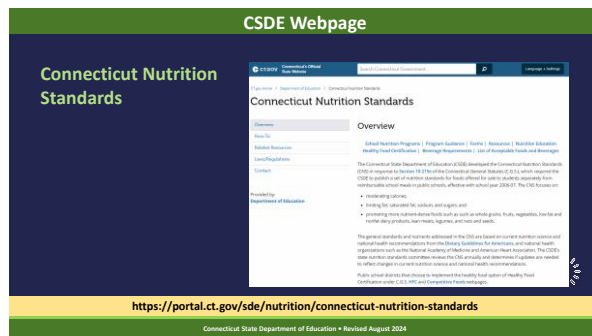 CSDE Webpage
Connecticut Nutrition
Standards
CT.GOV Connecticut's Official
State Website
Search Connecticut Government...
Language + Settings
CT.gov Home Department of Education Connecticut Nutrition Standards
Connecticut Nutrition Standards
Overview
How-To
Related Resources
Laws/Regulations
Contact
Provided by:
Department of Education
Overview
School Nutrition Programs | Program Guidance | Forms | Resources | Nutrition Education
Healthy Food Certification | Beverage Requirements | List of Acceptable Foods and Beverages
The Connecticut State Department of Education (CSDE) developed the Connecticut Nutrition Standards
(CNS) in response to Section 10-215e of the Connecticut General Statutes (C.G.S.), which required the
CSDE to publish a set of nutrition standards for foods offered for sale to students separately from
reimbursable school meals in public schools, effective with school year 2006-07. The CNS focuses on:
• moderating calories;
• limiting fat, saturated fat, sodium, and sugars; and
• promoting more nutrient-dense foods such as such as whole grains, fruits, vegetables, low-fat and
nonfat dairy products, lean meats, legumes, and nuts and seeds.
The general standards and nutrients addressed in the CNS are based on current nutrition science and
national health recommendations from the Dietary Guidelines for Americans, and national health
organizations such as the National Academy of Medicine and American Heart Association. The CSDE's
state nutrition standards committee reviews the CNS annually and determines if updates are needed
to reflect changes in current nutrition science and national health recommendations.
Public school districts that choose to implement the healthy food option of Healthy Food
Certification under C.G.S. HFC and Competitive Foods webpages.
https://portal.ct.gov/sde/nutrition/connecticut-nutrition-standards
Connecticut State Department of Education • Revised August 2024